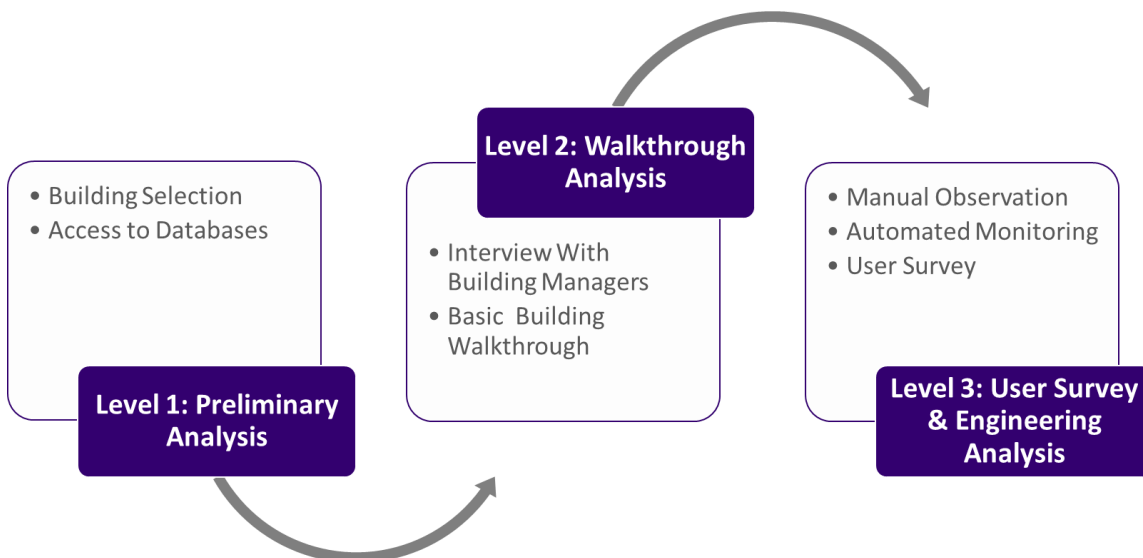 • Building Selection
• Access to Databases
Level 1: Preliminary
Analysis
Level 2: Walkthrough
Analysis
• Interview With
Building Managers
• Basic Building
Walkthrough
• Manual Observation
• Automated Monitoring
• User Survey
Level 3: User Survey
& Engineering
Analysis